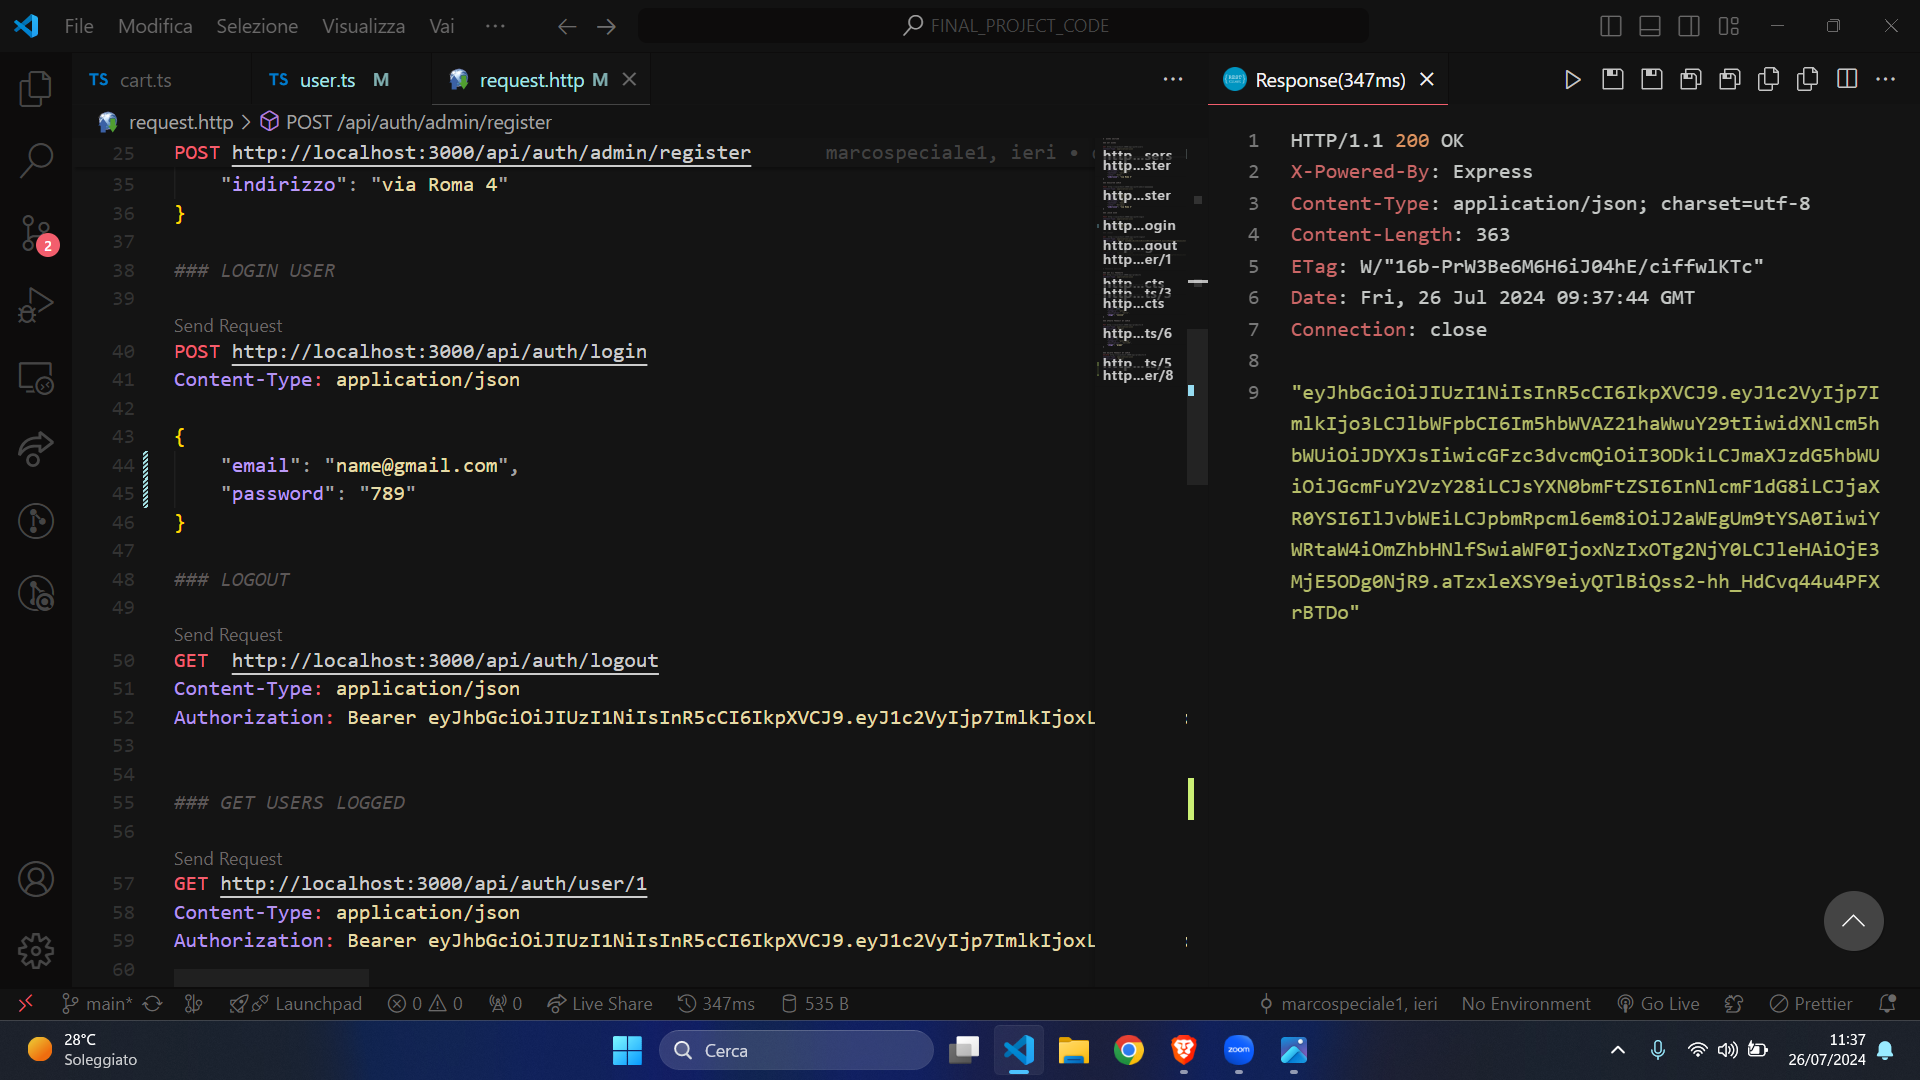 File Modifica Selezione Visualizza Vai ··· FINAL_PROJECT_CODE
TS cart.ts TS user.ts M request.http M ··· Response(347ms) ···
request.http > POST /api/auth/admin/register
25 POST http://localhost:3000/api/auth/admin/register marcospeciale1, ieri •
35 "indirizzo": "via Roma 4"
36 }
37
38 ### LOGIN USER
39
Send Request
40 POST http://localhost:3000/api/auth/login
41 Content-Type: application/json
42
43 {
44 "email": "name@gmail.com",
45 "password": "789"
46 }
47
48 ### LOGOUT
49
Send Request
50 GET http://localhost:3000/api/auth/logout
51 Content-Type: application/json
52 Authorization: Bearer eyJhbGciOiJIUzI1NiIsInR5cCI6IkpXVCJ9.eyJ1c2VyIjp7ImlkIjoxL
53
54
55 ### GET USERS LOGGED
56
Send Request
57 GET http://localhost:3000/api/auth/user/1
58 Content-Type: application/json
59 Authorization: Bearer eyJhbGciOiJIUzI1NiIsInR5cCI6IkpXVCJ9.eyJ1c2VyIjp7ImlkIjoxL
60
http...sers
http...ster
http...ster
http...ogin
http...gout
http...er/1
http...cts
http...ts/3
http...cts
http...ts/6
http...ts/5
http...er/8
1 HTTP/1.1 200 OK
2 X-Powered-By: Express
3 Content-Type: application/json; charset=utf-8
4 Content-Length: 363
5 ETag: W/"16b-PrW3Be6M6H6iJ04hE/ciffwlKTc"
6 Date: Fri, 26 Jul 2024 09:37:44 GMT
7 Connection: close
8
9 "eyJhbGciOiJIUzI1NiIsInR5cCI6IkpXVCJ9.eyJ1c2VyIjp7I
mlkIjo3LCJlbWFpbCI6Im5hbWVAZ21haWwuY29tIiwidXNlcm5h
bWUiOiJDYXJsIiwicGFzc3dvcmQiOiI3ODkiLCJmaXJzdG5hbWU
iOiJGcmFuY2VzY28iLCJsYXN0bmFtZSI6InNlcmF1dG8iLCJjaX
R0YSI6IlJvbWEiLCJpbmRpcml6em8iOiJ2aWEgUm9tYSA0IiwiY
WRtaW4iOmZhbHNlfSwiaWF0IjoxNzIxOTg2NjY0LCJleHAiOjE3
MjE5ODg0NjR9.aTzxleXSY9eiyQTlBiQss2-hh_HdCvq44u4PFX
rBTDo"
2
main* Launchpad 0 0 0 Live Share 347ms 535 B marcospeciale1, ieri No Environment Go Live Prettier
28°C
Soleggiato
Cerca
zoom
11:37
26/07/2024